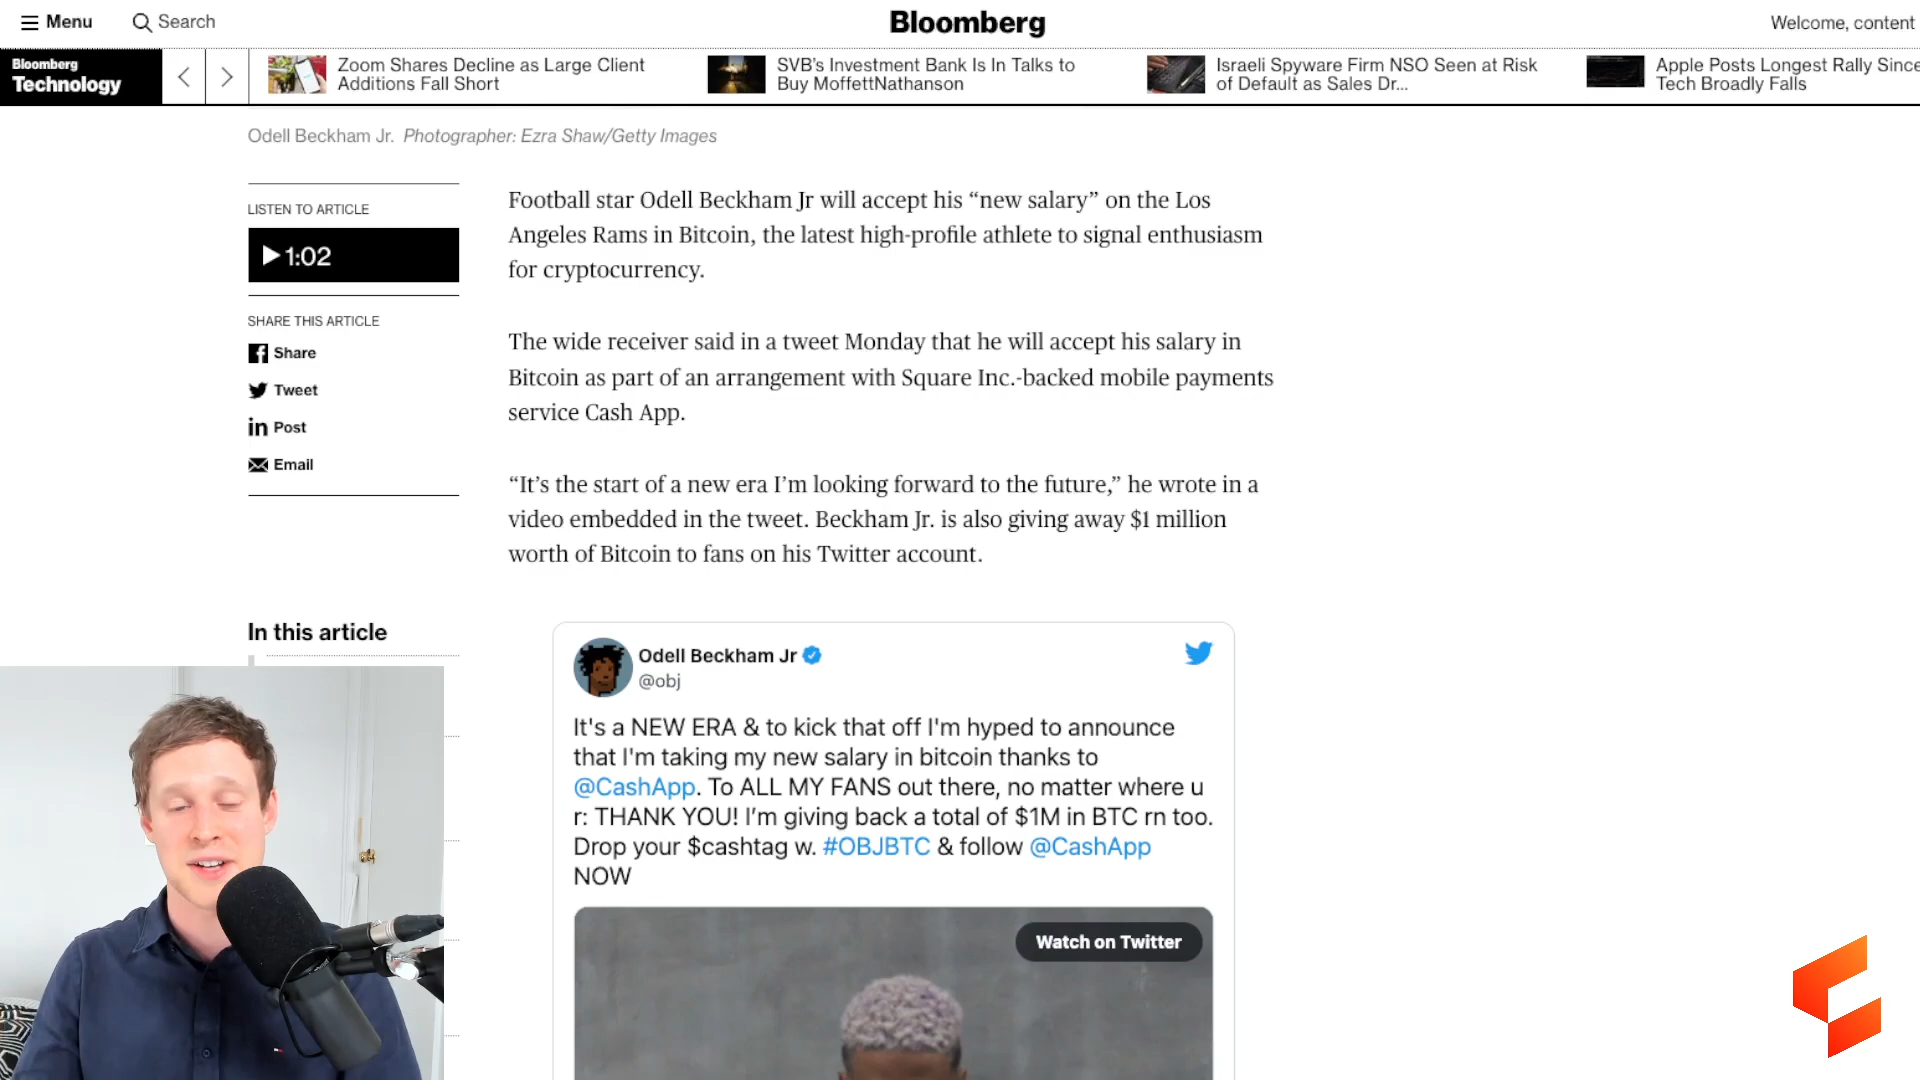 Menu
Search
Bloomberg
Welcome, content
Bloomberg
Technology
Zoom Shares Decline as Large Client
Additions Fall Short
SVB’s Investment Bank Is In Talks to
Buy MoffettNathanson
Israeli Spyware Firm NSO Seen at Risk
of Default as Sales Dr...
Apple Posts Longest Rally Since
Tech Broadly Falls
Odell Beckham Jr. Photographer: Ezra Shaw/Getty Images
LISTEN TO ARTICLE
1:02
SHARE THIS ARTICLE
Share
Tweet
Post
Email
Football star Odell Beckham Jr will accept his “new salary” on the Los
Angeles Rams in Bitcoin, the latest high-profile athlete to signal enthusiasm
for cryptocurrency.
The wide receiver said in a tweet Monday that he will accept his salary in
Bitcoin as part of an arrangement with Square Inc.-backed mobile payments
service Cash App.
“It’s the start of a new era I’m looking forward to the future,” he wrote in a
video embedded in the tweet. Beckham Jr. is also giving away $1 million
worth of Bitcoin to fans on his Twitter account.
In this article
Odell Beckham Jr
@obj
It's a NEW ERA & to kick that off I'm hyped to announce
that I'm taking my new salary in bitcoin thanks to
@CashApp. To ALL MY FANS out there, no matter where u
r: THANK YOU! I’m giving back a total of $1M in BTC rn too.
Drop your $cashtag w. #OBJBTC & follow @CashApp
NOW
Watch on Twitter